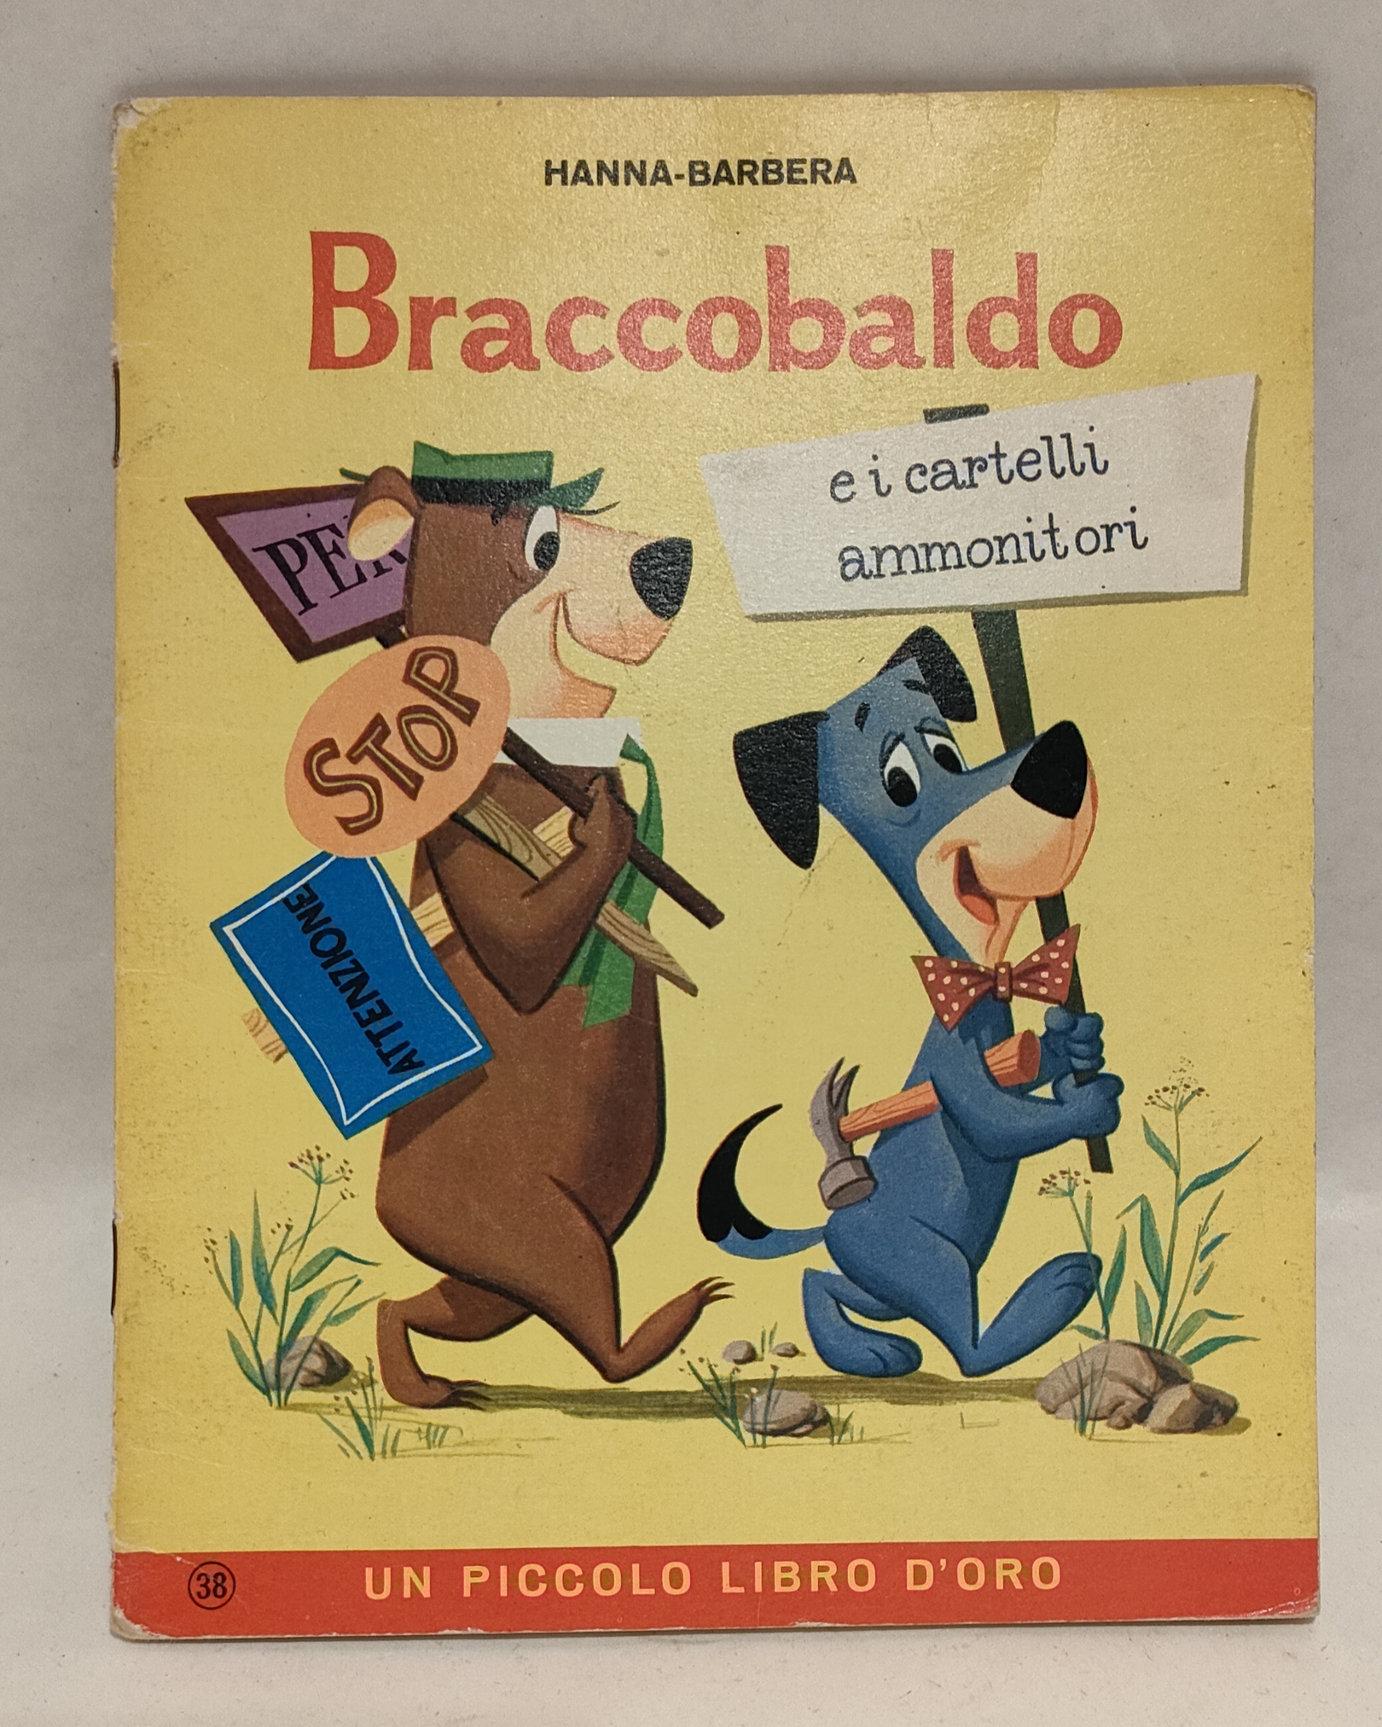 HANNA-BARBERA
Braccobaldo
e i cartelli
ammonitori
STOP
ATTENZIONE
38
UN PICCOLO LIBRO D'ORO